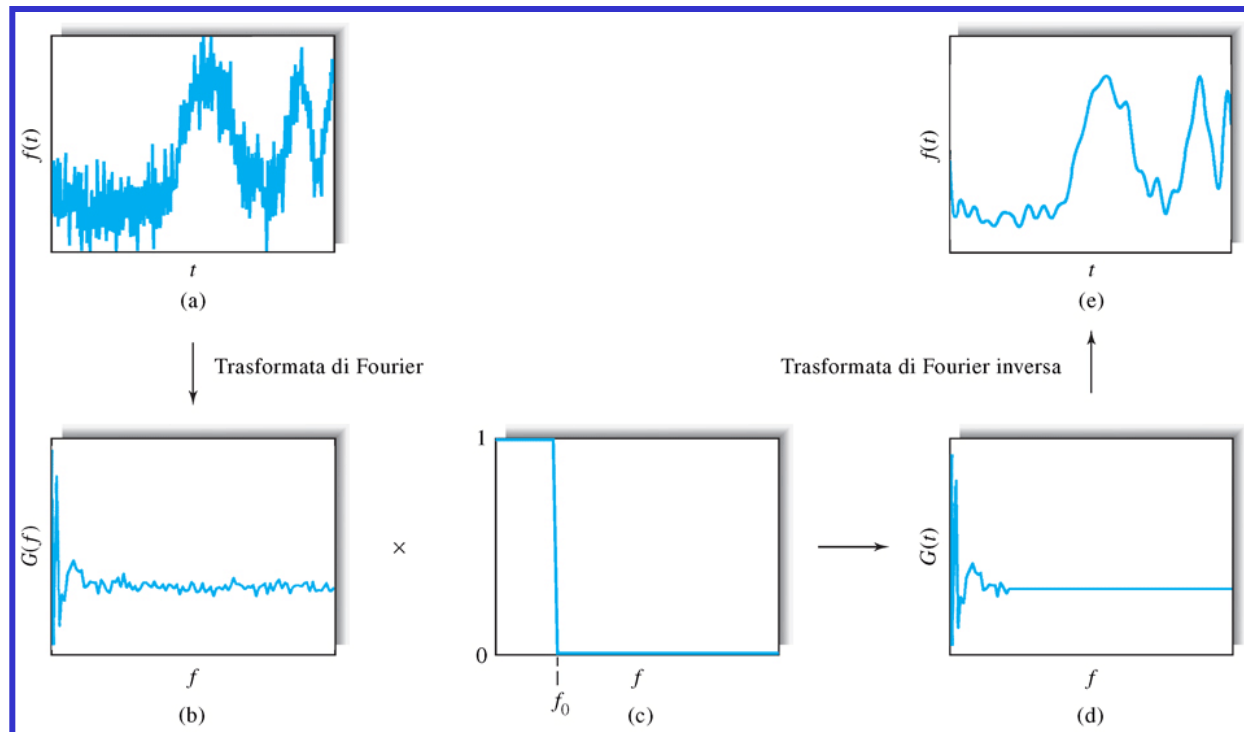 f(t)
t
(a)
f(t)
t
(e)
Trasformata di Fourier
Trasformata di Fourier inversa
G(f)
f
(b)
×
1
0
f0
f
(c)
G(t)
f
(d)